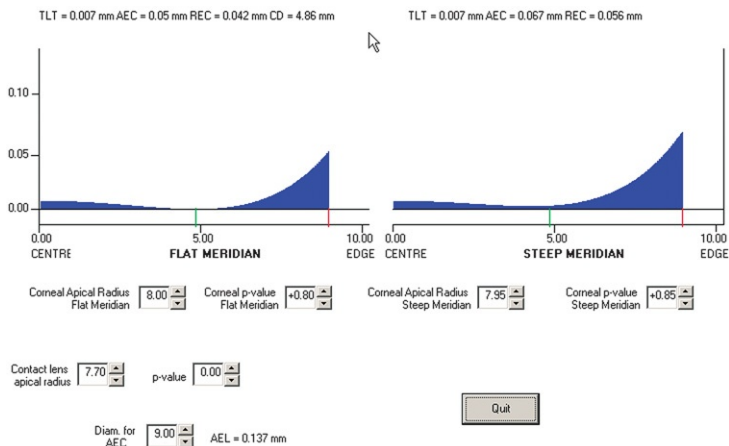 TLT = 0.007 mm AEC = 0.05 mm REC = 0.042 mm CD = 4.86 mm
TLT = 0.007 mm AEC = 0.067 mm REC = 0.056 mm
0.10
0.05
0.00
0.00 5.00 10.00
CENTRE FLAT MERIDIAN EDGE
0.00 5.00 10.00
CENTRE STEEP MERIDIAN EDGE
Corneal Apical Radius
Flat Meridian
8.00
Corneal p-value
Flat Meridian
+0.80
Corneal Apical Radius
Steep Meridian
7.95
Corneal p-value
Steep Meridian
+0.85
Contact lens
apical radius
7.70
p-value
0.00
Quit
Diam. for
AEC
9.00
AEL = 0.137 mm